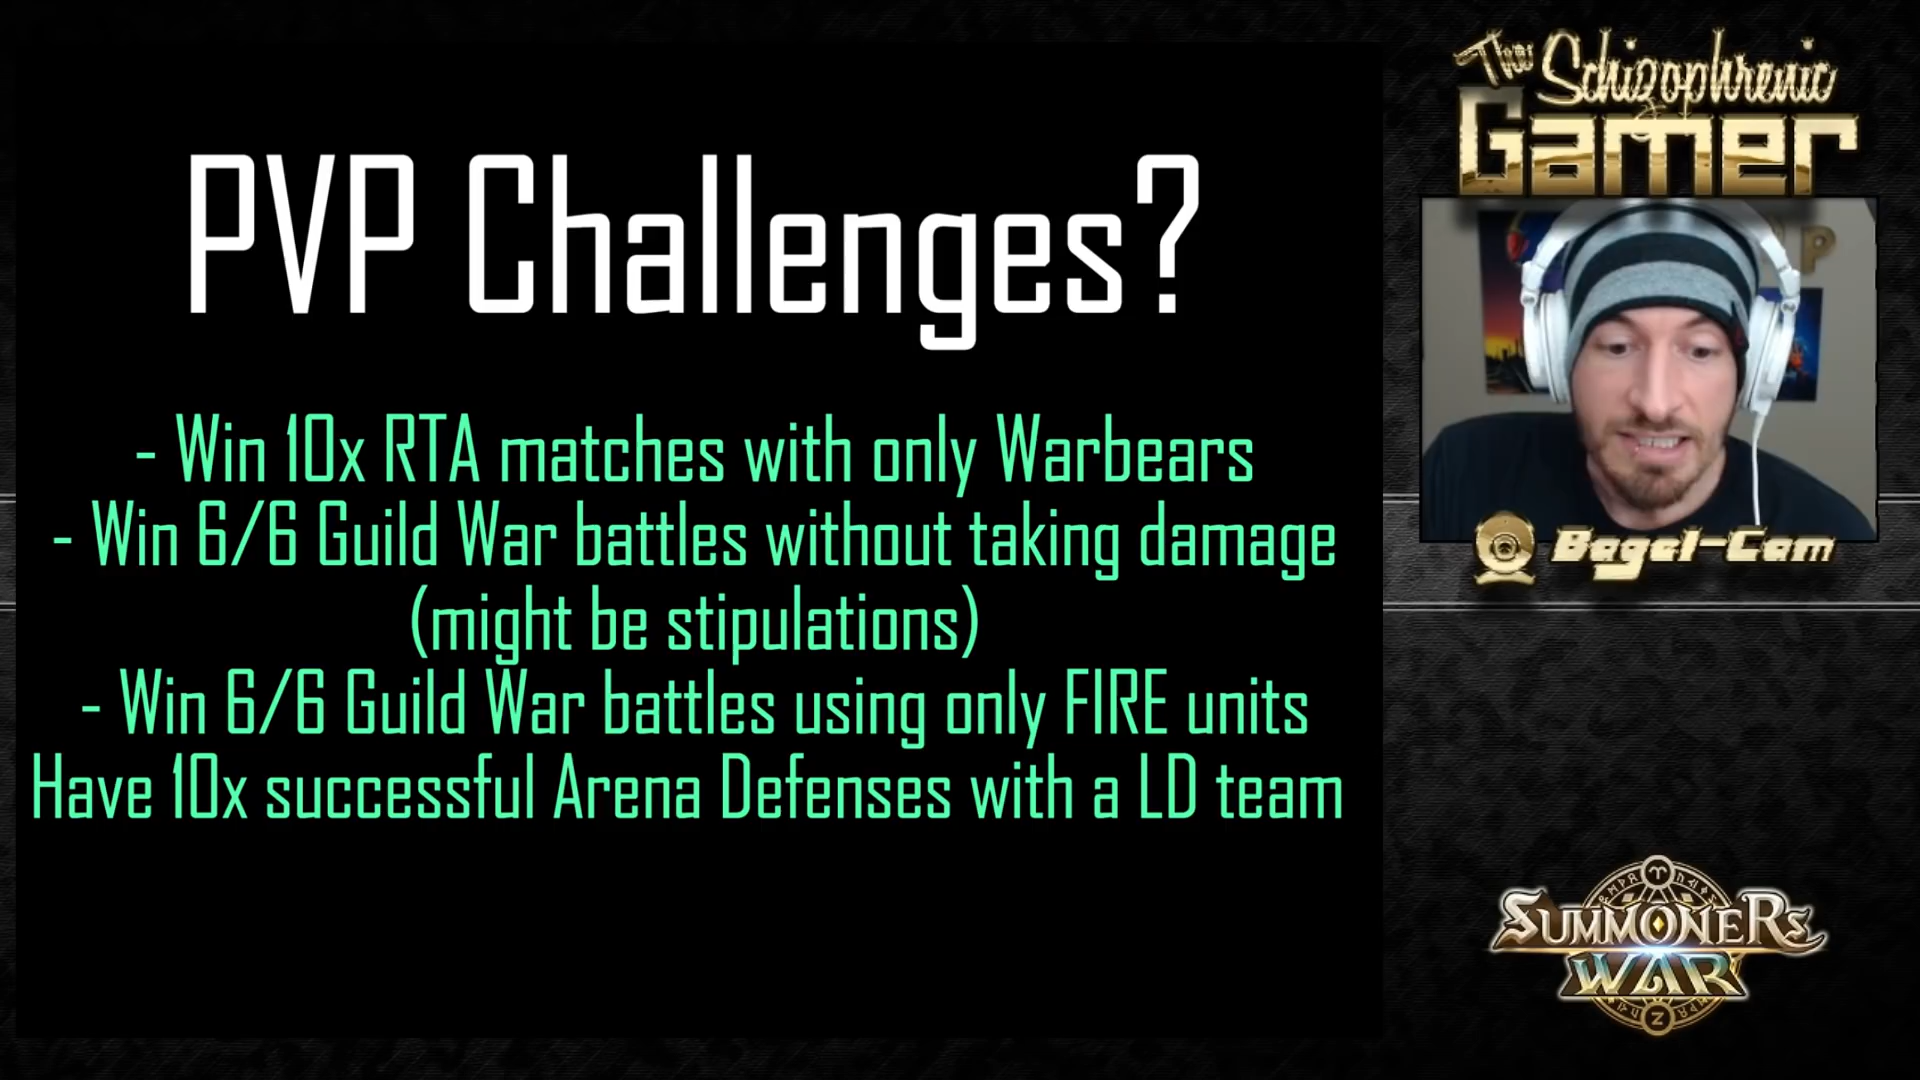 The Schizophrenic
Gamer
PVP Challenges?
- Win 10x RTA matches with only Warbears
- Win 6/6 Guild War battles without taking damage
(might be stipulations)
- Win 6/6 Guild War battles using only FIRE units
Have 10x successful Arena Defenses with a LD team
Bagel-Cam
SUMMONERS
WAR